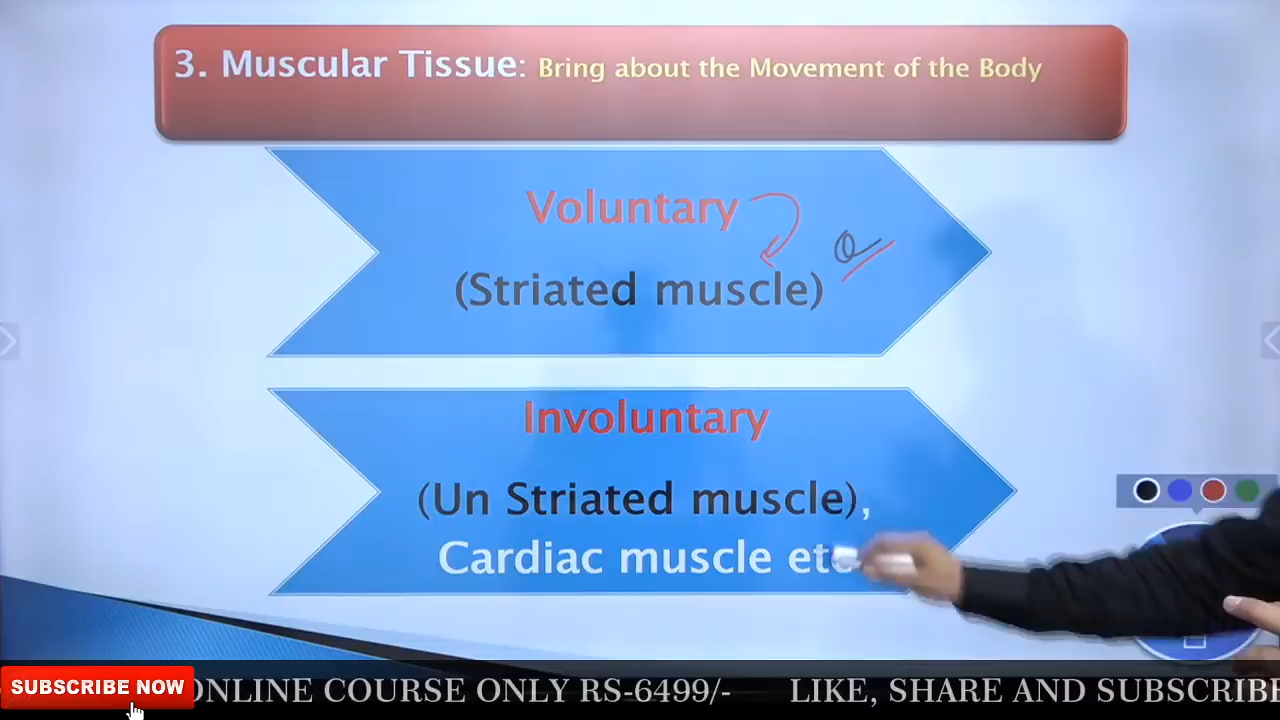 3. Muscular Tissue: Bring about the Movement of the Body
Voluntary
(Striated muscle)
Involuntary
(Un Striated muscle),
Cardiac muscle etc
SUBSCRIBE NOW
ONLINE COURSE ONLY RS-6499/- LIKE, SHARE AND SUBSCRIBE